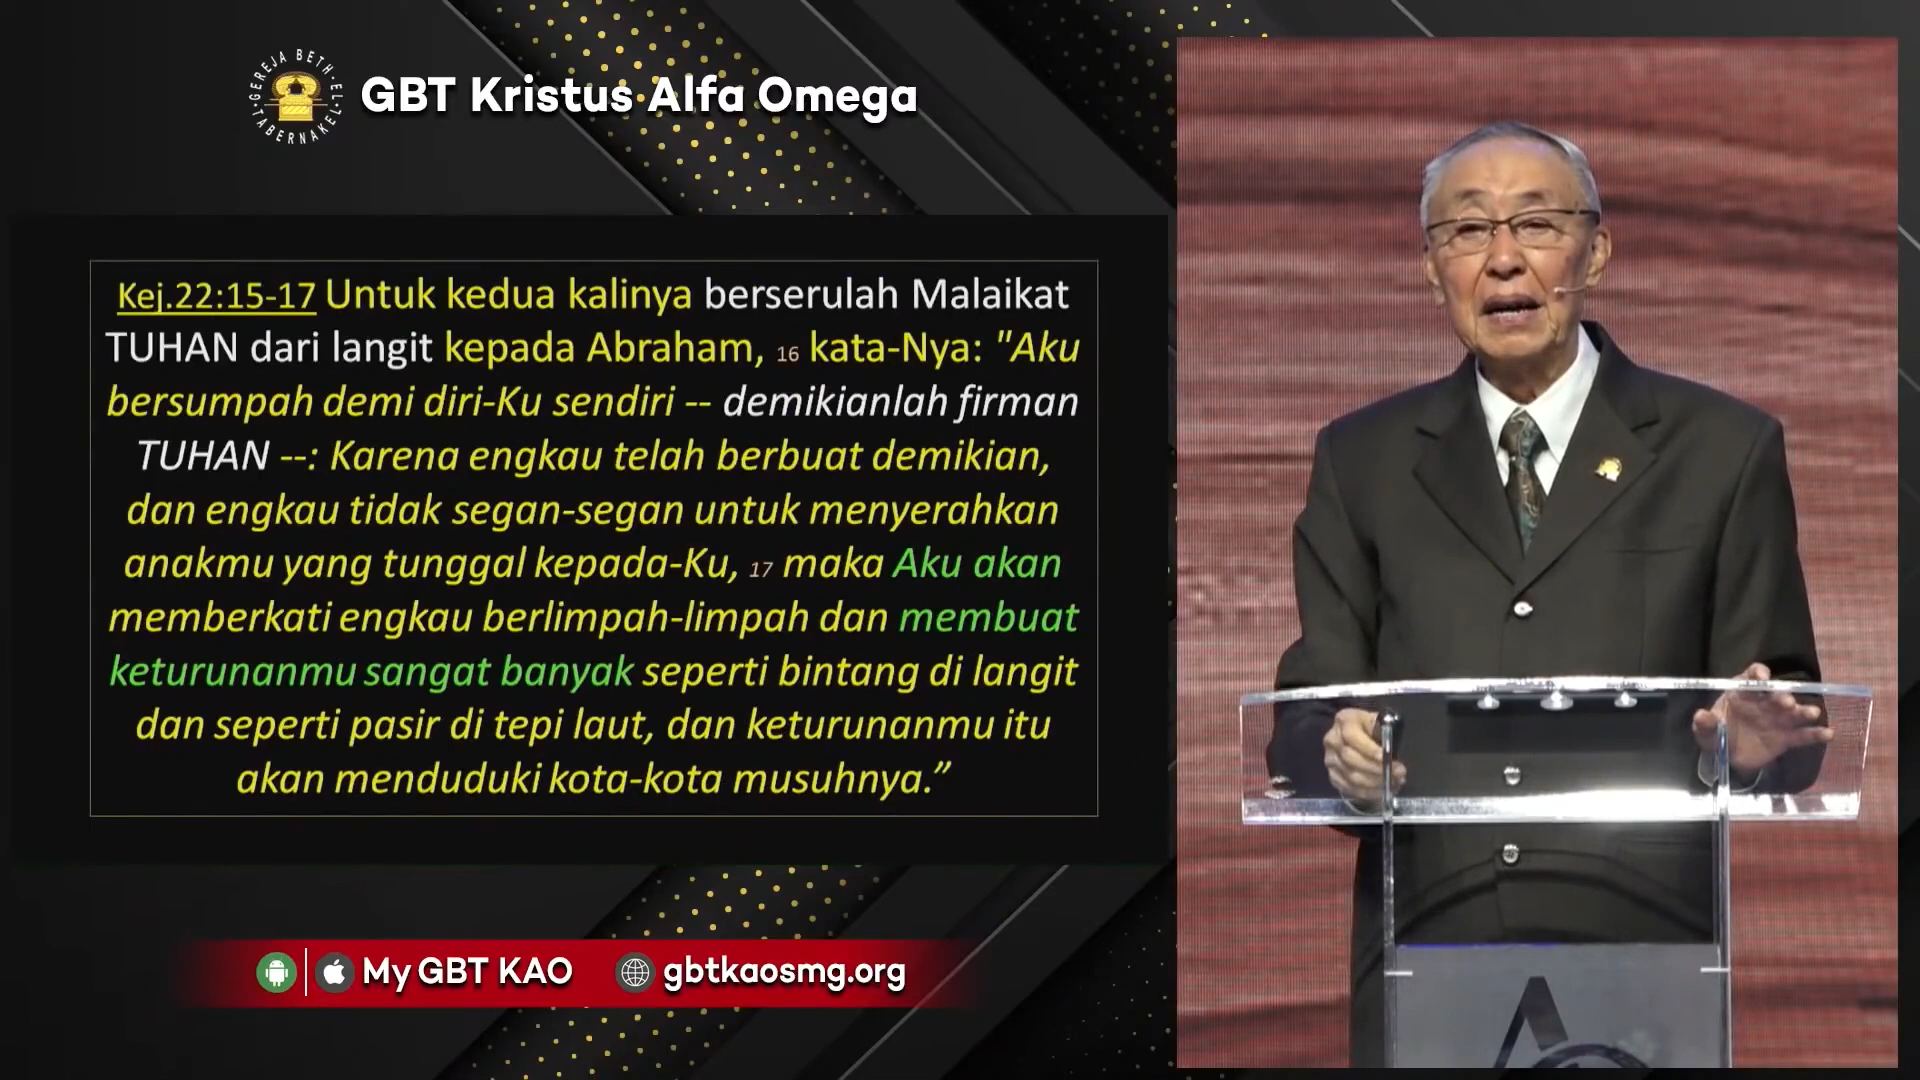 GEREJA BETH-EL
TABERNAKEL
GBT Kristus Alfa Omega
Kej.22:15-17 Untuk kedua kalinya berserulah Malaikat
TUHAN dari langit kepada Abraham, 16 kata-Nya: "Aku
bersumpah demi diri-Ku sendiri -- demikianlah firman
TUHAN --: Karena engkau telah berbuat demikian,
dan engkau tidak segan-segan untuk menyerahkan
anakmu yang tunggal kepada-Ku, 17 maka Aku akan
memberkati engkau berlimpah-limpah dan membuat
keturunanmu sangat banyak seperti bintang di langit
dan seperti pasir di tepi laut, dan keturunanmu itu
akan menduduki kota-kota musuhnya.”
My GBT KAO
gbtkaosmg.org